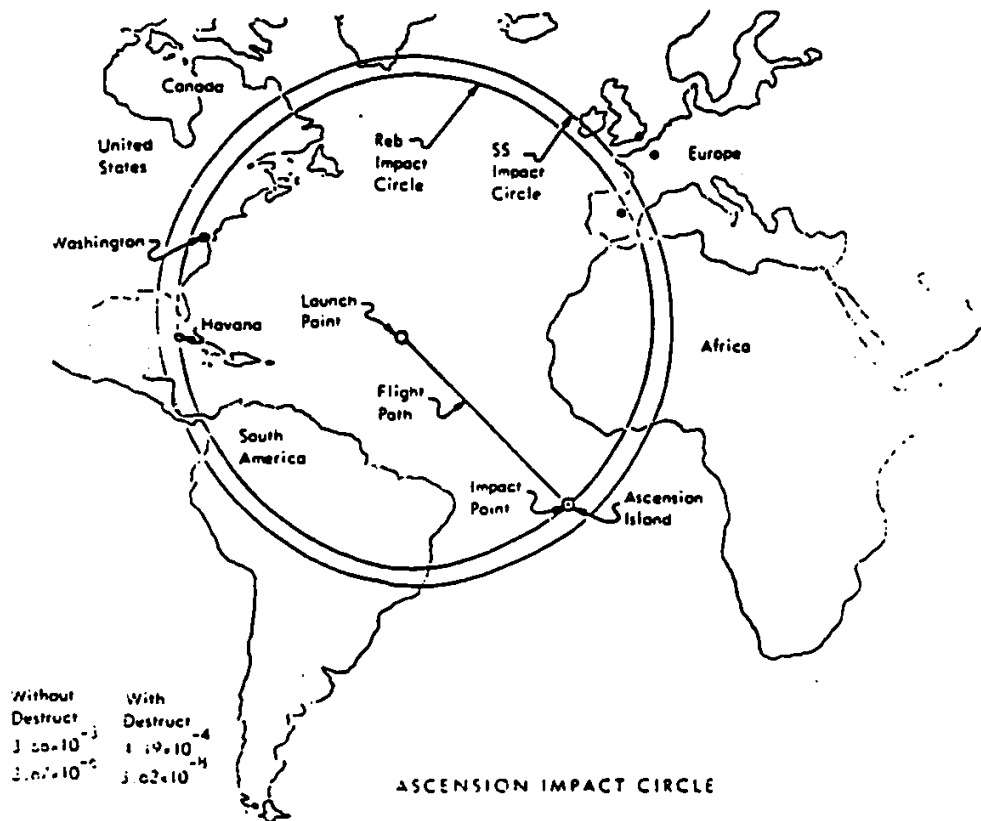 Canada
United
States
Reb
Impact
Circle
SS
Impact
Circle
Europe
Washington
Havana
Launch
Point
Africa
Flight
Path
South
America
Impact
Point
Ascension
Island
Without
Destruct
With
Destruct
ASCENSION IMPACT CIRCLE